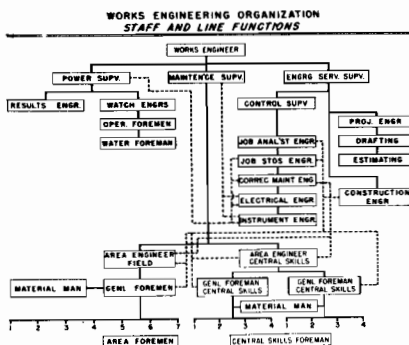 WORKS ENGINEERING ORGANIZATION
STAFF AND LINE FUNCTIONS
WORKS ENGINEER
POWER SUPV. MAINTENCE SUPV. ENGRG SERV. SUPV.
RESULTS ENGR. WATCH ENGRS CONTROL SUPV
OPER. FOREMEN PROJ. ENGR
WATER FOREMAN DRAFTING
JOB ANAL'ST ENGR ESTIMATING
JOB STDS ENGR.
CORREC MAINT ENG
ELECTRICAL ENGR CONSTRUCTION
ENGR
INSTRUMENT ENGR.
AREA ENGINEER
FIELD
AREA ENGINEER
CENTRAL SKILLS
MATERIAL MAN GENL FOREMEN
GENL FOREMAN
CENTRAL SKILLS
GENL FOREMAN
CENTRAL SKILLS
MATERIAL MAN
1 2 3 4 5 6 7 1 2 3 4 1 2 3 4
AREA FOREMEN CENTRAL SKILLS FOREMAN